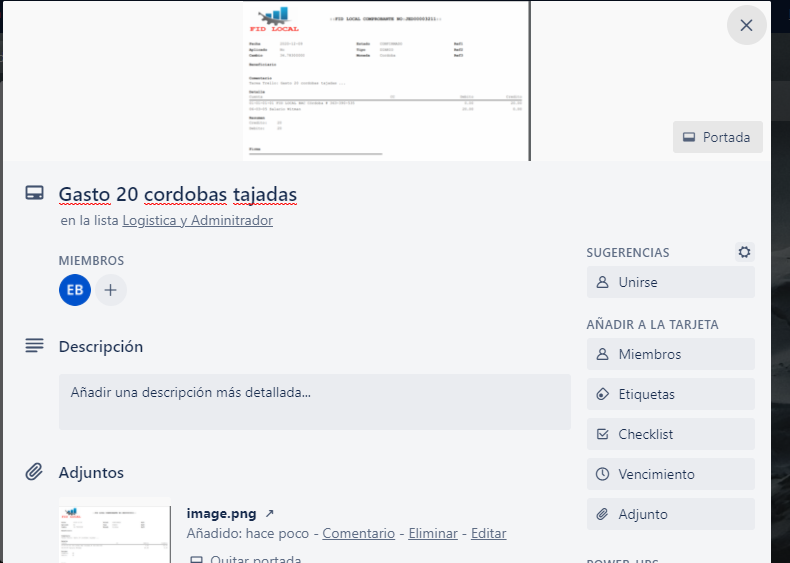 FID LOCAL
Portada
Gasto 20 cordobas tajadas
en la lista Logistica y Adminitrador
MIEMBROS
EB
Descripción
Añadir una descripción más detallada...
Adjuntos
image.png
Añadido: hace poco - Comentario - Eliminar - Editar
Quitar portada
SUGERENCIAS
Unirse
AÑADIR A LA TARJETA
Miembros
Etiquetas
Checklist
Vencimiento
Adjunto
POWER-UPS